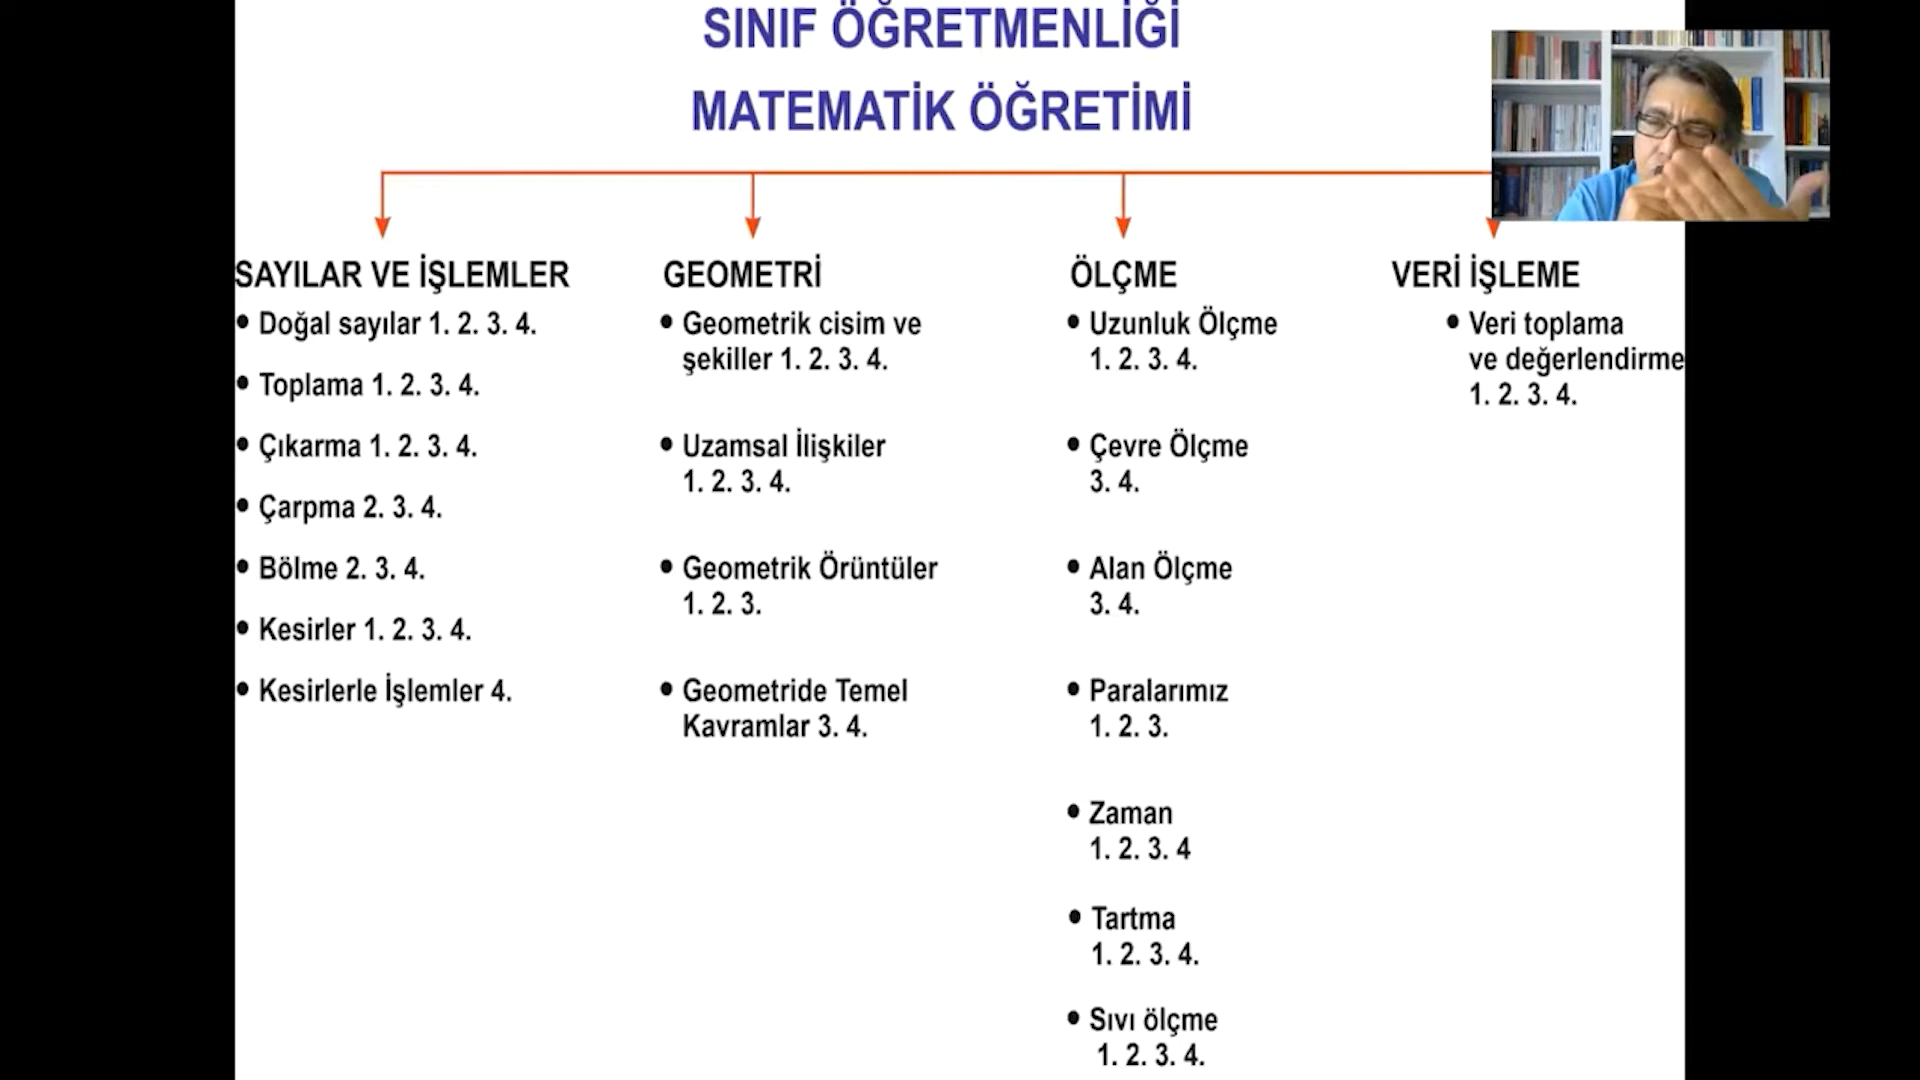 SINIF ÖĞRETMENLİĞİ
MATEMATİK ÖĞRETİMİ
SAYILAR VE İŞLEMLER
• Doğal sayılar 1. 2. 3. 4.
• Toplama 1. 2. 3. 4.
• Çıkarma 1. 2. 3. 4.
• Çarpma 2. 3. 4.
• Bölme 2. 3. 4.
• Kesirler 1. 2. 3. 4.
• Kesirlerle İşlemler 4.
GEOMETRİ
• Geometrik cisim ve
şekiller 1. 2. 3. 4.
• Uzamsal İlişkiler
1. 2. 3. 4.
• Geometrik Örüntüler
1. 2. 3.
• Geometride Temel
Kavramlar 3. 4.
ÖLÇME
• Uzunluk Ölçme
1. 2. 3. 4.
• Çevre Ölçme
3. 4.
• Alan Ölçme
3. 4.
• Paralarımız
1. 2. 3.
• Zaman
1. 2. 3. 4
• Tartma
1. 2. 3. 4.
• Sıvı ölçme
1. 2. 3. 4.
VERİ İŞLEME
• Veri toplama
ve değerlendirme
1. 2. 3. 4.